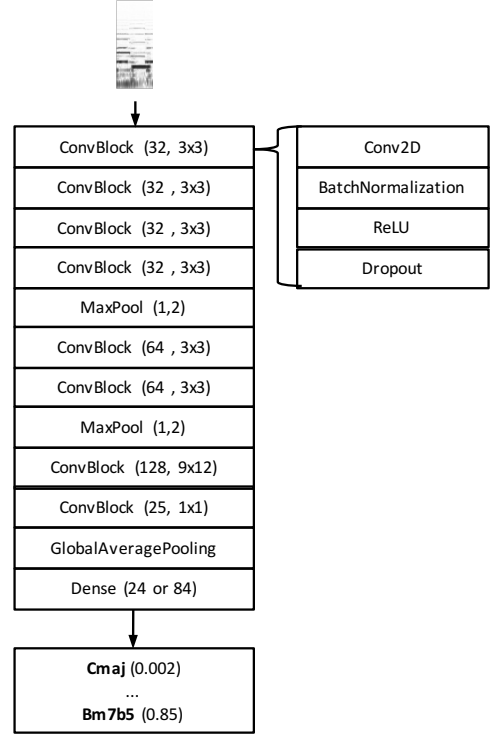 ConvBlock (32, 3x3)
ConvBlock (32 , 3x3)
ConvBlock (32 , 3x3)
ConvBlock (32 , 3x3)
MaxPool (1,2)
ConvBlock (64 , 3x3)
ConvBlock (64 , 3x3)
MaxPool (1,2)
ConvBlock (128, 9x12)
ConvBlock (25, 1x1)
GlobalAveragePooling
Dense (24 or 84)
Cmaj (0.002)
...
Bm7b5 (0.85)
Conv2D
BatchNormalization
ReLU
Dropout